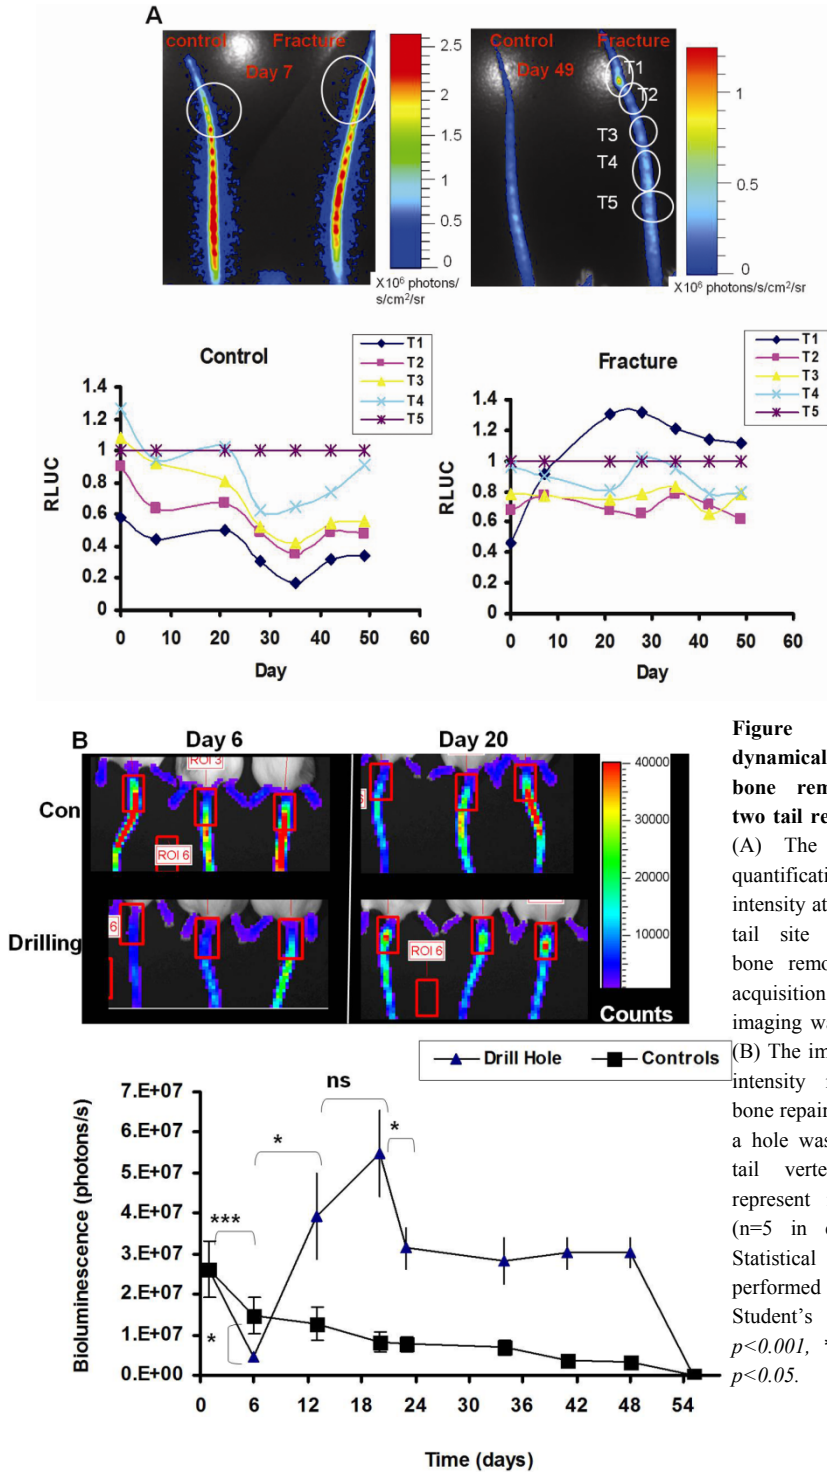 A
control Fracture
Day 7
2.5
2
1.5
1
0.5
0
X10⁶ photons/
s/cm²/sr
Control Fracture
Day 49
T1
T2
T3
T4
T5
1
0.5
0
X10⁶ photons/s/cm²/sr
Control
T1
T2
T3
T4
T5
1.4
1.2
1
0.8
0.6
0.4
0.2
0
RLUC
0 10 20 30 40 50 60
Day
Fracture
T1
T2
T3
T4
T5
1.4
1.2
1
0.8
0.6
0.4
0.2
0
RLUC
0 10 20 30 40 50 60
Day
B
Day 6 Day 20
Con
ROI 3
ROI 6
Drilling
6
ROI 6
40000
30000
20000
10000
Counts
Drill Hole Controls
7.E+07
6.E+07
5.E+07
4.E+07
3.E+07
2.E+07
1.E+07
0.E+00
Bioluminescence (photons/s)
***
*
*
ns
*
0 6 12 18 24 30 36 42 48 54
Time (days)
Figure
dynamical
bone rem
two tail re
(A) The
quantificati
intensity at
tail site
bone remo
acquisition
imaging w
(B) The im
intensity
bone repair
a hole was
tail verte
represent
(n=5 in
Statistical
performed
Student's
p<0.001, *
p<0.05.